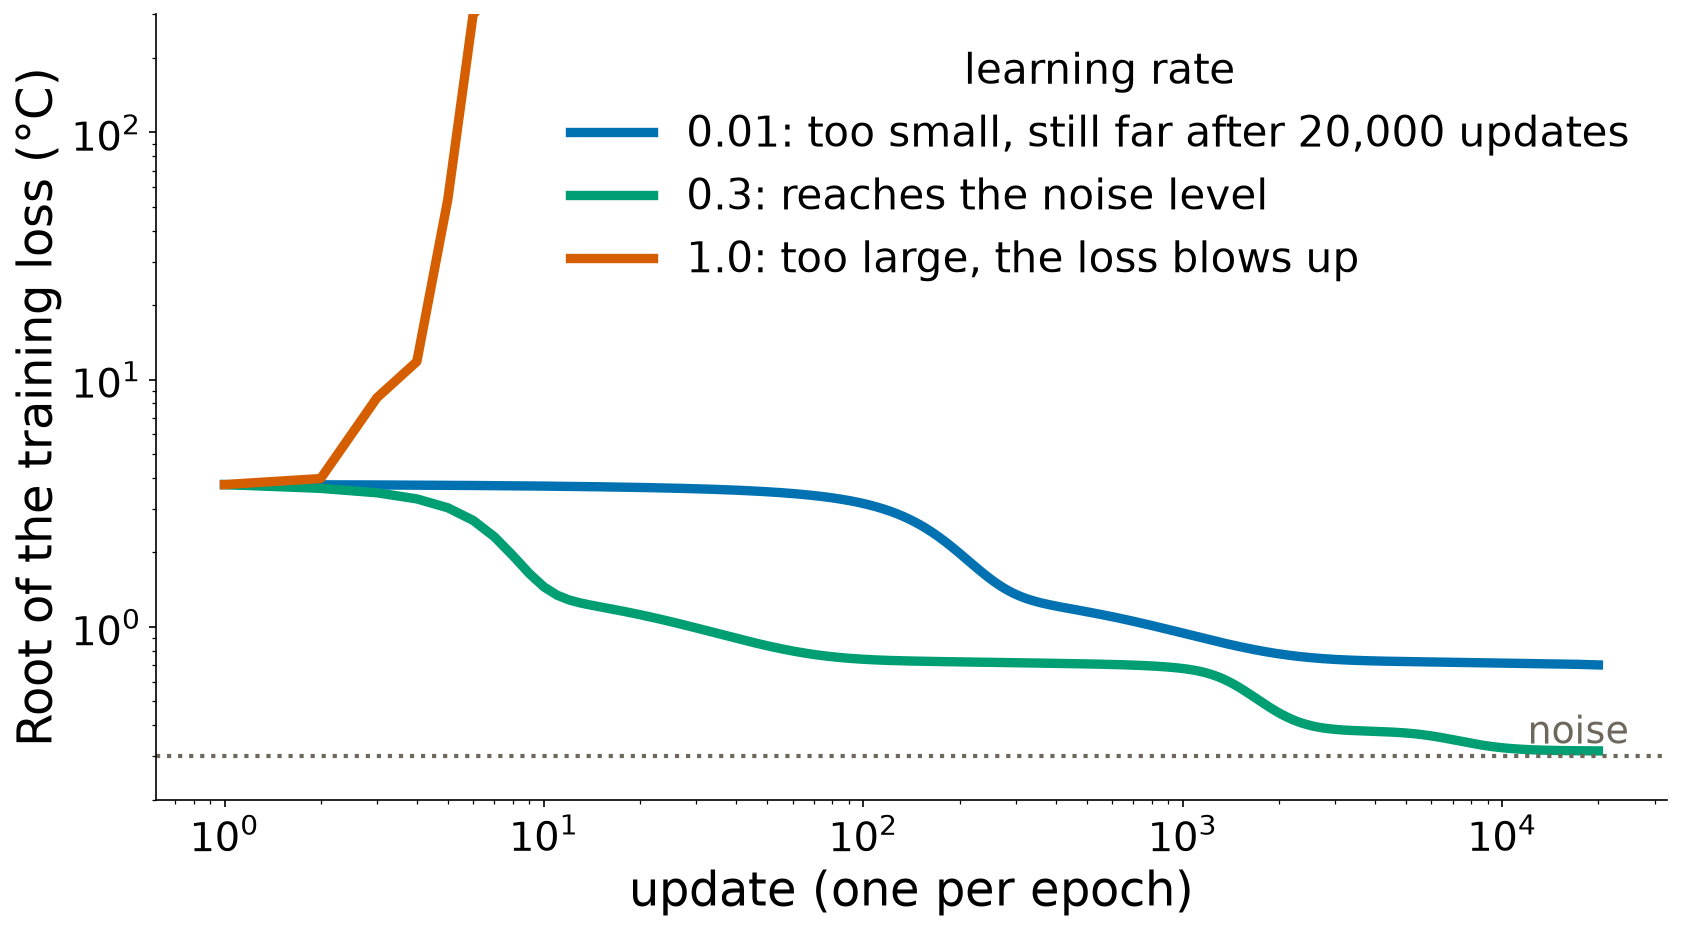 learning rate
0.01: too small, still far after 20,000 updates
0.3: reaches the noise level
1.0: too large, the loss blows up
Root of the training loss (°C)
10²
10¹
10⁰
noise
10⁰ 10¹ 10² 10³ 10⁴
update (one per epoch)